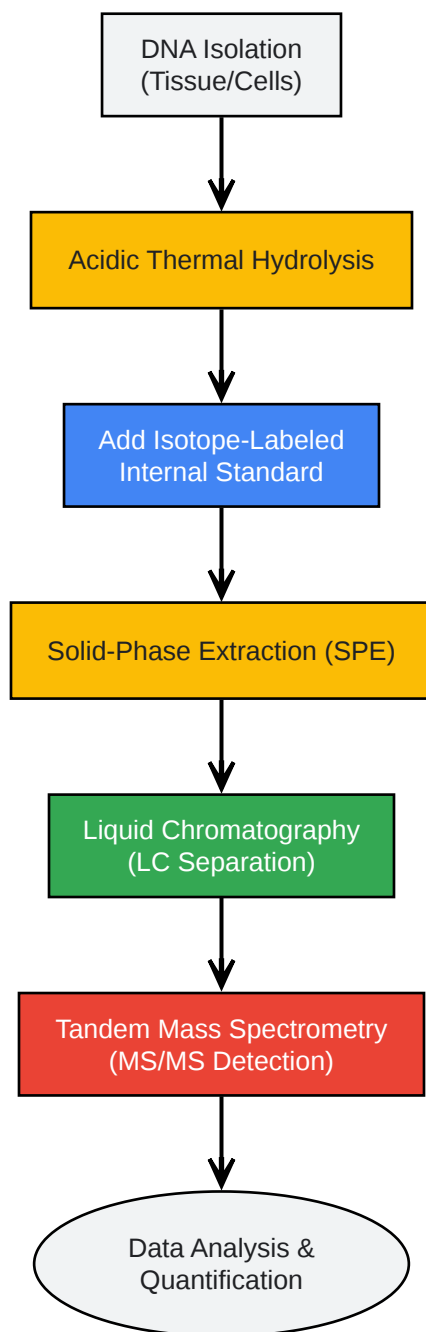 DNA Isolation
(Tissue/Cells)
Acidic Thermal Hydrolysis
Add Isotope-Labeled
Internal Standard
Solid-Phase Extraction (SPE)
Liquid Chromatography
(LC Separation)
Tandem Mass Spectrometry
(MS/MS Detection)
Data Analysis &
Quantification